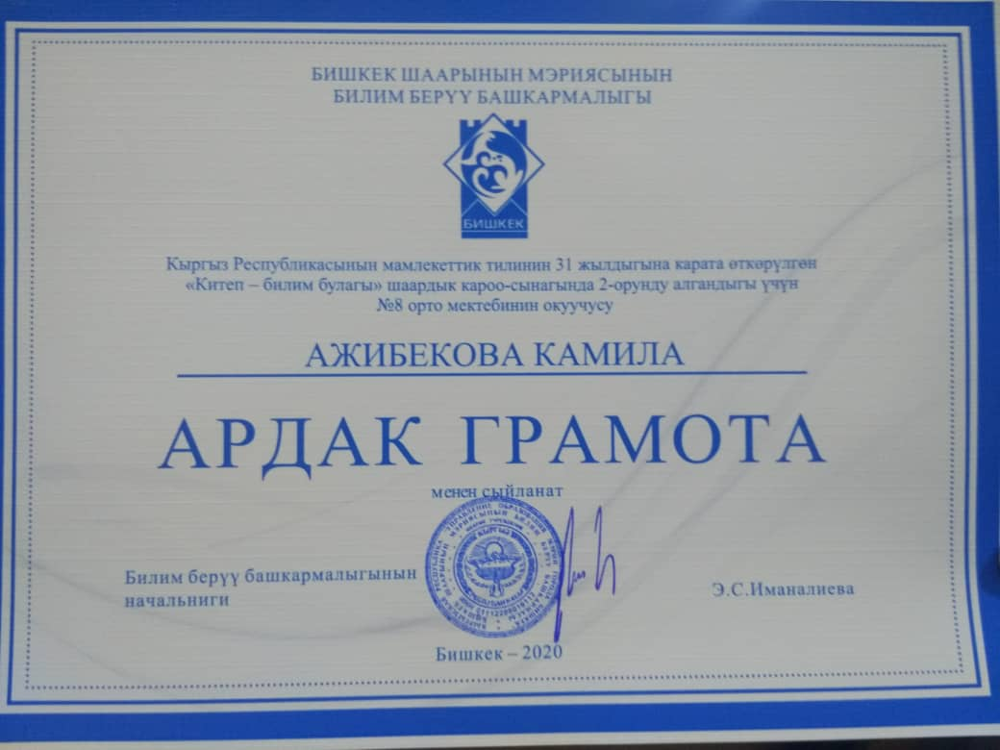 БИШКЕК ШААРЫНЫН МЭРИЯСЫНЫН
БИЛИМ БЕРҮҮ БАШКАРМАЛЫГЫ
БИШКЕК
Кыргыз Республикасынын мамлекеттик тилинин 31 жылдыгына карата өткөрүлгөн
«Китеп – билим булагы» шаардык кароо-сынагында 2-орунду алгандыгы үчүн
№8 орто мектебинин окуучусу
АЖИБЕКОВА КАМИЛА
АРДАК ГРАМОТА
менен сыйланат
Билим берүү башкармалыгынын
начальниги
Э.С.Иманалиева
Бишкек – 2020